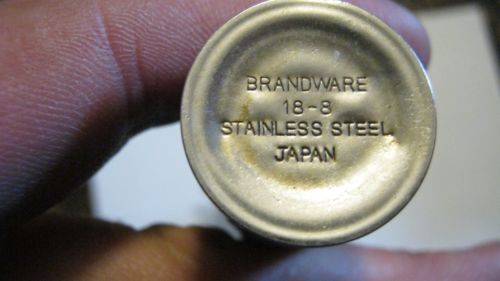 BRANDWARE
18-8
STAINLESS STEEL
JAPAN